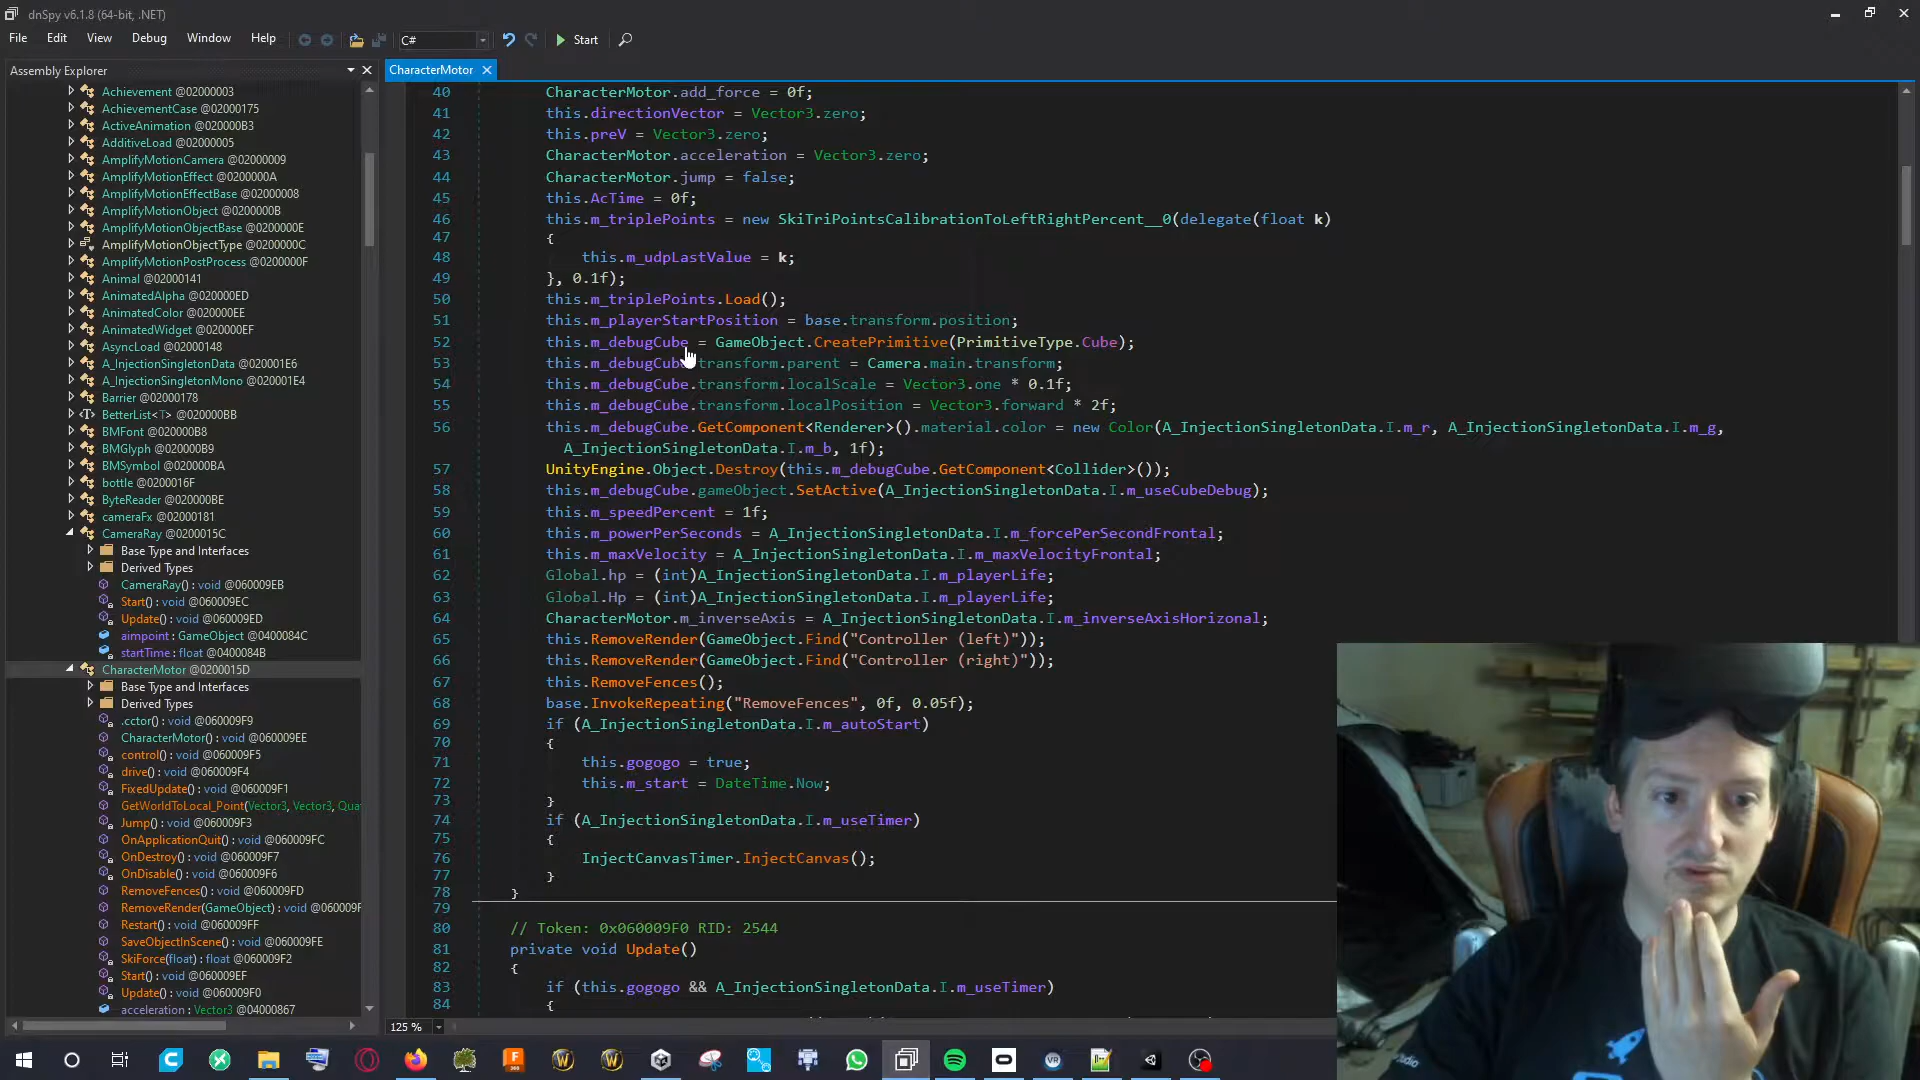 dnSpy v6.1.8 (64-bit, .NET)
File Edit View Debug Window Help C# Start
Assembly Explorer
CharacterMotor
Achievement @02000003
AchievementCase @02000175
ActiveAnimation @020000B3
AdditiveLoad @02000005
AmplifyMotionCamera @02000009
AmplifyMotionEffect @0200000A
AmplifyMotionEffectBase @02000008
AmplifyMotionObject @0200000B
AmplifyMotionObjectBase @0200000E
AmplifyMotionObjectType @0200000C
AmplifyMotionPostProcess @0200000F
Animal @02000141
AnimatedAlpha @020000ED
AnimatedColor @020000EE
AnimatedWidget @020000EF
AsyncLoad @02000148
A_InjectionSingletonData @020001E6
A_InjectionSingletonMono @020001E4
Barrier @02000178
BetterList<T> @020000BB
BMFont @020000B8
BMGlyph @020000B9
BMSymbol @020000BA
bottle @0200016F
ByteReader @020000BE
cameraFx @02000181
CameraRay @0200015C
Base Type and Interfaces
Derived Types
CameraRay() : void @060009EB
Start() : void @060009EC
Update() : void @060009ED
aimpoint : GameObject @0400084C
startTime : float @0400084B
CharacterMotor @0200015D
Base Type and Interfaces
Derived Types
.cctor() : void @060009F9
CharacterMotor() : void @060009EE
control() : void @060009F5
drive() : void @060009F4
FixedUpdate() : void @060009F1
GetWorldToLocal_Point(Vector3, Vector3, Qua
Jump() : void @060009F3
OnApplicationQuit() : void @060009FC
OnDestroy() : void @060009F7
OnDisable() : void @060009F6
RemoveFences() : void @060009FD
RemoveRender(GameObject) : void @060009F
Restart() : void @060009FF
SaveObjectInScene() : void @060009FE
SkiForce(float) : float @060009F2
Start() : void @060009EF
Update() : void @060009F0
acceleration : Vector3 @04000867
40 CharacterMotor.add_force = 0f;
41 this.directionVector = Vector3.zero;
42 this.preV = Vector3.zero;
43 CharacterMotor.acceleration = Vector3.zero;
44 CharacterMotor.jump = false;
45 this.AcTime = 0f;
46 this.m_triplePoints = new SkiTriPointsCalibrationToLeftRightPercent__0(delegate(float k)
47 {
48 this.m_udpLastValue = k;
49 }, 0.1f);
50 this.m_triplePoints.Load();
51 this.m_playerStartPosition = base.transform.position;
52 this.m_debugCube = GameObject.CreatePrimitive(PrimitiveType.Cube);
53 this.m_debugCube.transform.parent = Camera.main.transform;
54 this.m_debugCube.transform.localScale = Vector3.one * 0.1f;
55 this.m_debugCube.transform.localPosition = Vector3.forward * 2f;
56 this.m_debugCube.GetComponent<Renderer>().material.color = new Color(A_InjectionSingletonData.I.m_r, A_InjectionSingletonData.I.m_g,
A_InjectionSingletonData.I.m_b, 1f);
57 UnityEngine.Object.Destroy(this.m_debugCube.GetComponent<Collider>());
58 this.m_debugCube.gameObject.SetActive(A_InjectionSingletonData.I.m_useCubeDebug);
59 this.m_speedPercent = 1f;
60 this.m_powerPerSeconds = A_InjectionSingletonData.I.m_forcePerSecondFrontal;
61 this.m_maxVelocity = A_InjectionSingletonData.I.m_maxVelocityFrontal;
62 Global.hp = (int)A_InjectionSingletonData.I.m_playerLife;
63 Global.Hp = (int)A_InjectionSingletonData.I.m_playerLife;
64 CharacterMotor.m_inverseAxis = A_InjectionSingletonData.I.m_inverseAxisHorizonal;
65 this.RemoveRender(GameObject.Find("Controller (left)"));
66 this.RemoveRender(GameObject.Find("Controller (right)"));
67 this.RemoveFences();
68 base.InvokeRepeating("RemoveFences", 0f, 0.05f);
69 if (A_InjectionSingletonData.I.m_autoStart)
70 {
71 this.gogogo = true;
72 this.m_start = DateTime.Now;
73 }
74 if (A_InjectionSingletonData.I.m_useTimer)
75 {
76 InjectCanvasTimer.InjectCanvas();
77 }
78 }
79
80 // Token: 0x060009F0 RID: 2544
81 private void Update()
82 {
83 if (this.gogogo && A_InjectionSingletonData.I.m_useTimer)
84 {
125 %